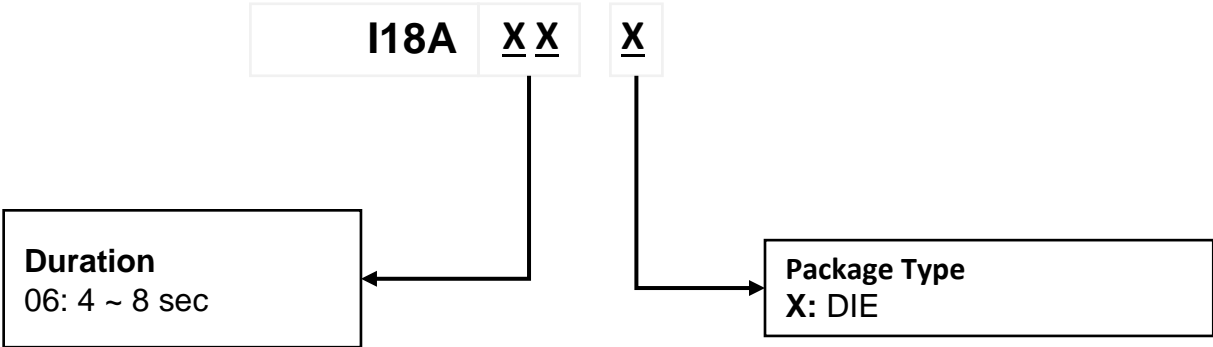 I18A X X X
Duration
06: 4 ~ 8 sec
Package Type
X: DIE